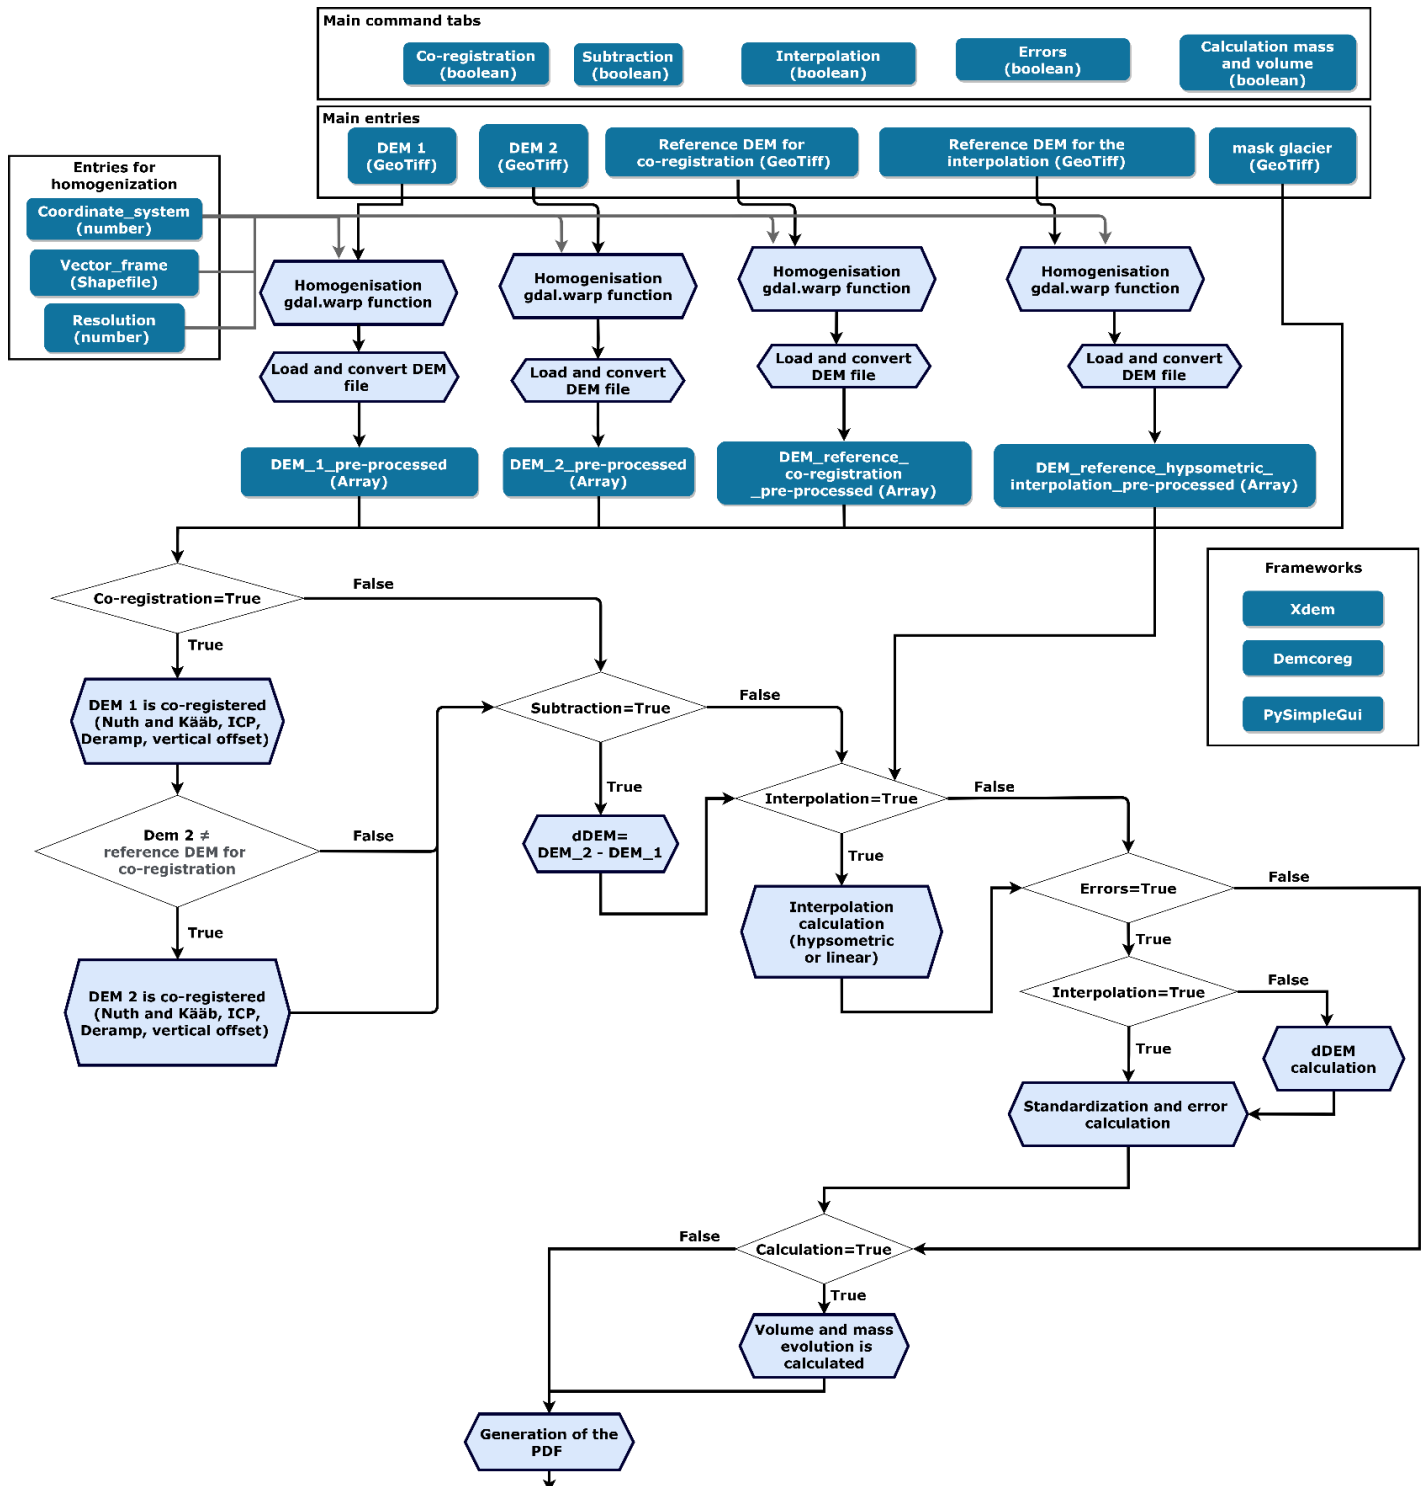 Main command tabs
Co-registration
(boolean)
Subtraction
(boolean)
Interpolation
(boolean)
Errors
(boolean)
Calculation mass
and volume
(boolean)
Main entries
DEM 1
(GeoTiff)
DEM 2
(GeoTiff)
Reference DEM for
co-registration (GeoTiff)
Reference DEM for the
interpolation (GeoTiff)
mask glacier
(GeoTiff)
Entries for
homogenization
Coordinate_system
(number)
Vector_frame
(Shapefile)
Resolution
(number)
Homogenisation
gdal.warp function
Homogenisation
gdal.warp function
Homogenisation
gdal.warp function
Homogenisation
gdal.warp function
Load and convert DEM
file
Load and convert
DEM file
Load and convert
DEM file
Load and convert
DEM file
DEM_1_pre-processed
(Array)
DEM_2_pre-processed
(Array)
DEM_reference_
co-registration
_pre-processed (Array)
DEM_reference_hypsometric_
interpolation_pre-processed (Array)
Frameworks
Xdem
Demcoreg
PySimpleGui
Co-registration=True
False
True
DEM 1 is co-registered
(Nuth and Kääb, ICP,
Deramp, vertical offset)
Dem 2 ≠
reference DEM for
co-registration
False
True
DEM 2 is co-registered
(Nuth and Kääb, ICP,
Deramp, vertical offset)
Subtraction=True
False
True
dDEM=
DEM_2 - DEM_1
Interpolation=True
False
True
Interpolation
calculation
(hypsometric
or linear)
Errors=True
False
True
Interpolation=True
False
True
dDEM
calculation
Standardization and error
calculation
Calculation=True
False
True
Volume and mass
evolution is
calculated
Generation of the
PDF